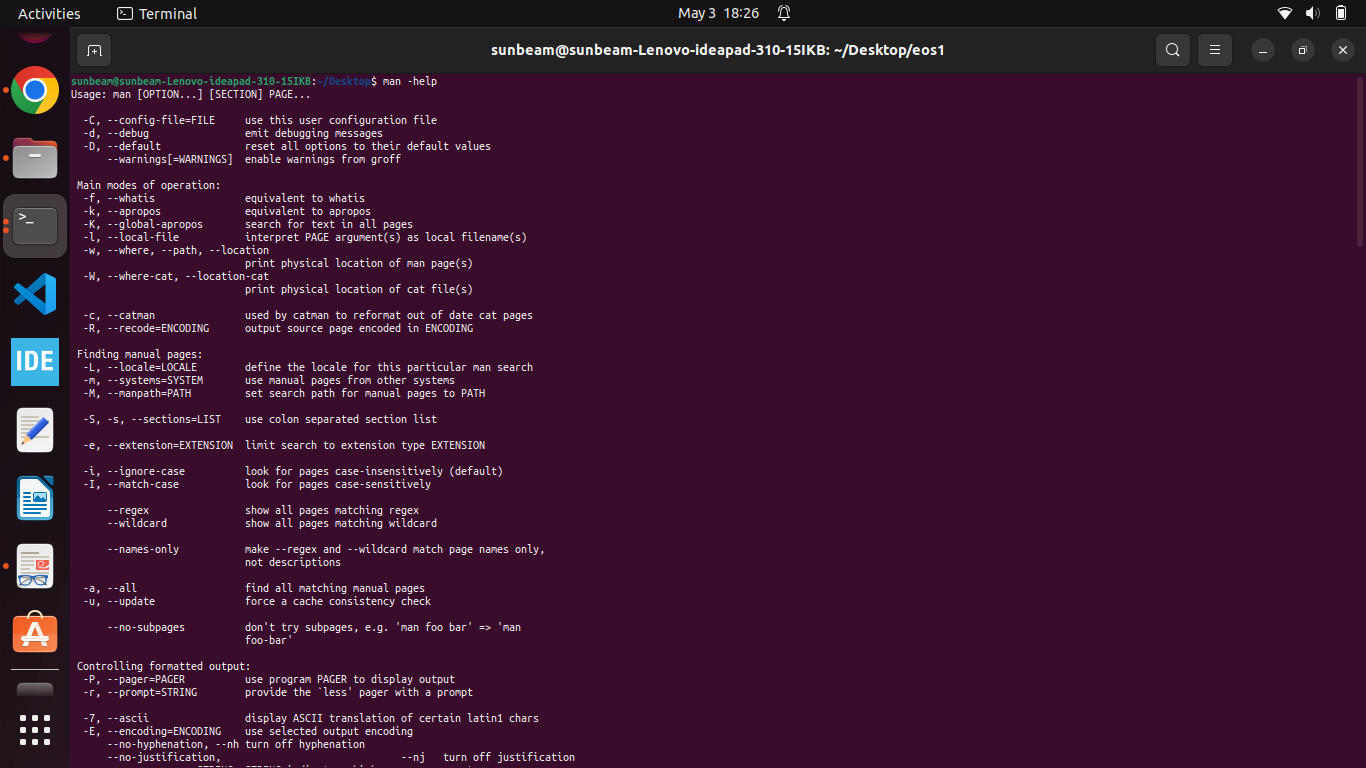 Activities Terminal May 3 18:26
sunbeam@sunbeam-Lenovo-ideapad-310-15IKB: ~/Desktop/eos1
sunbeam@sunbeam-Lenovo-ideapad-310-15IKB:~/Desktop$ man -help
Usage: man [OPTION...] [SECTION] PAGE...
-C, --config-file=FILE use this user configuration file
-d, --debug emit debugging messages
-D, --default reset all options to their default values
--warnings[=WARNINGS] enable warnings from groff
Main modes of operation:
-f, --whatis equivalent to whatis
-k, --apropos equivalent to apropos
-K, --global-apropos search for text in all pages
-l, --local-file interpret PAGE argument(s) as local filename(s)
-w, --where, --path, --location
print physical location of man page(s)
-W, --where-cat, --location-cat
print physical location of cat file(s)
-c, --catman used by catman to reformat out of date cat pages
-R, --recode=ENCODING output source page encoded in ENCODING
Finding manual pages:
-L, --locale=LOCALE define the locale for this particular man search
-m, --systems=SYSTEM use manual pages from other systems
-M, --manpath=PATH set search path for manual pages to PATH
-S, -s, --sections=LIST use colon separated section list
-e, --extension=EXTENSION limit search to extension type EXTENSION
-i, --ignore-case look for pages case-insensitively (default)
-I, --match-case look for pages case-sensitively
--regex show all pages matching regex
--wildcard show all pages matching wildcard
--names-only make --regex and --wildcard match page names only,
not descriptions
-a, --all find all matching manual pages
-u, --update force a cache consistency check
--no-subpages don't try subpages, e.g. 'man foo bar' => 'man
foo-bar'
Controlling formatted output:
-P, --pager=PAGER use program PAGER to display output
-r, --prompt=STRING provide the `less' pager with a prompt
-7, --ascii display ASCII translation of certain latin1 chars
-E, --encoding=ENCODING use selected output encoding
--no-hyphenation, --nh turn off hyphenation
--no-justification, --nj turn off justification
IDE